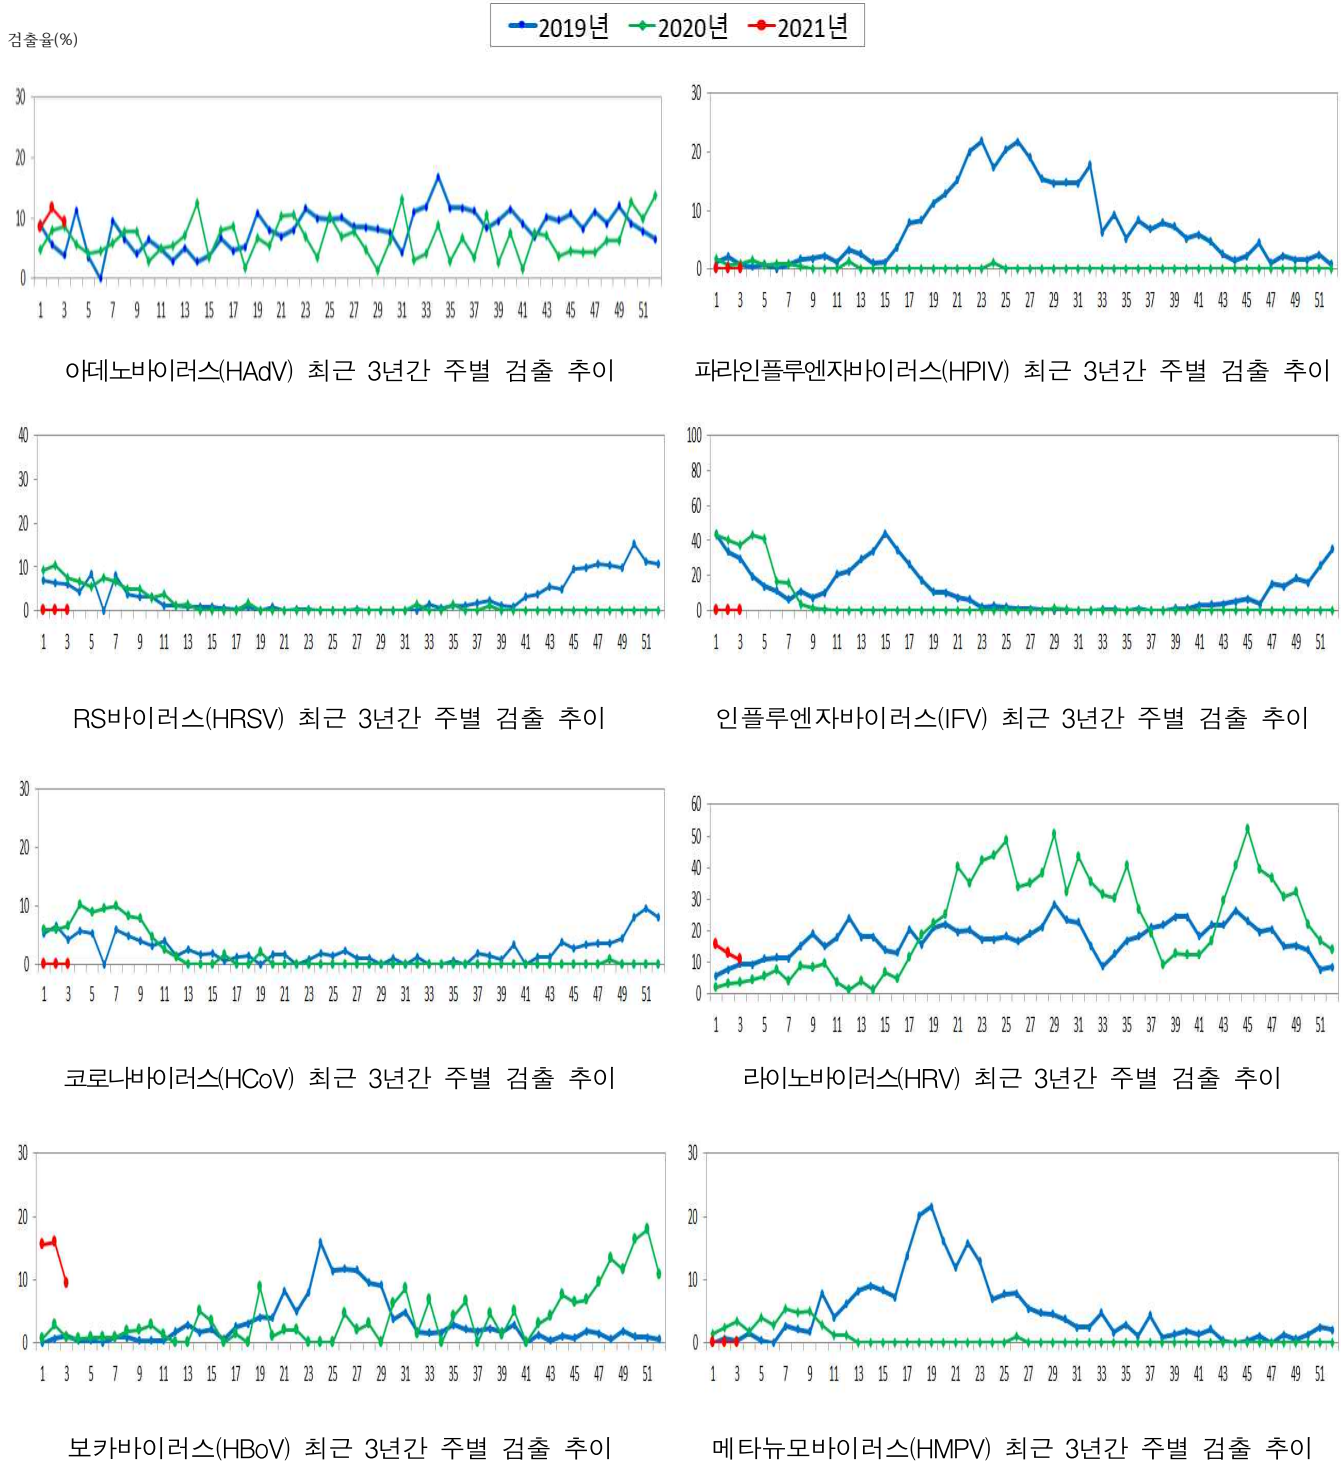 2019년 2020년 2021년
검출율(%)
30
20
10
0
1 3 5 7 9 11 13 15 17 19 21 23 25 27 29 31 33 35 37 39 41 43 45 47 49 51
아데노바이러스(HAdV) 최근 3년간 주별 검출 추이
30
20
10
0
1 3 5 7 9 11 13 15 17 19 21 23 25 27 29 31 33 35 37 39 41 43 45 47 49 51
파라인플루엔자바이러스(HPIV) 최근 3년간 주별 검출 추이
40
30
20
10
0
1 3 5 7 9 11 13 15 17 19 21 23 25 27 29 31 33 35 37 39 41 43 45 47 49 51
RS바이러스(HRSV) 최근 3년간 주별 검출 추이
100
80
60
40
20
0
1 3 5 7 9 11 13 15 17 19 21 23 25 27 29 31 33 35 37 39 41 43 45 47 49 51
인플루엔자바이러스(IFV) 최근 3년간 주별 검출 추이
30
20
10
0
1 3 5 7 9 11 13 15 17 19 21 23 25 27 29 31 33 35 37 39 41 43 45 47 49 51
코로나바이러스(HCoV) 최근 3년간 주별 검출 추이
60
50
40
30
20
10
0
1 3 5 7 9 11 13 15 17 19 21 23 25 27 29 31 33 35 37 39 41 43 45 47 49 51
라이노바이러스(HRV) 최근 3년간 주별 검출 추이
30
20
10
0
1 3 5 7 9 11 13 15 17 19 21 23 25 27 29 31 33 35 37 39 41 43 45 47 49 51
보카바이러스(HBoV) 최근 3년간 주별 검출 추이
30
20
10
0
1 3 5 7 9 11 13 15 17 19 21 23 25 27 29 31 33 35 37 39 41 43 45 47 49 51
메타뉴모바이러스(HMPV) 최근 3년간 주별 검출 추이